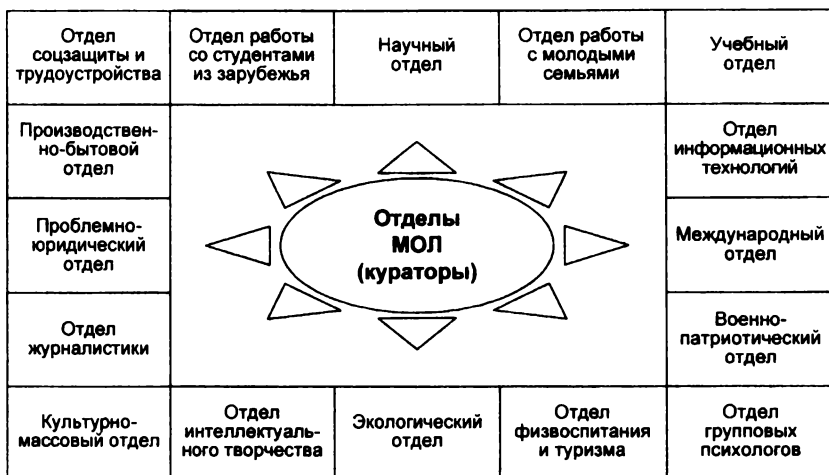 Отдел
соцзащиты и
трудоустройства
Отдел работы
со студентами
из зарубежья
Научный
отдел
Отдел работы
с молодыми
семьями
Учебный
отдел
Производствен-
но-бытовой
отдел
Отдел
информационных
технологий
Проблемно-
юридический
отдел
Отделы
МОЛ
(кураторы)
Международный
отдел
Отдел
журналистики
Военно-
патриотический
отдел
Культурно-
массовый отдел
Отдел
интеллектуаль-
ного творчества
Экологический
отдел
Отдел
физвоспитания
и туризма
Отдел
групповых
психологов